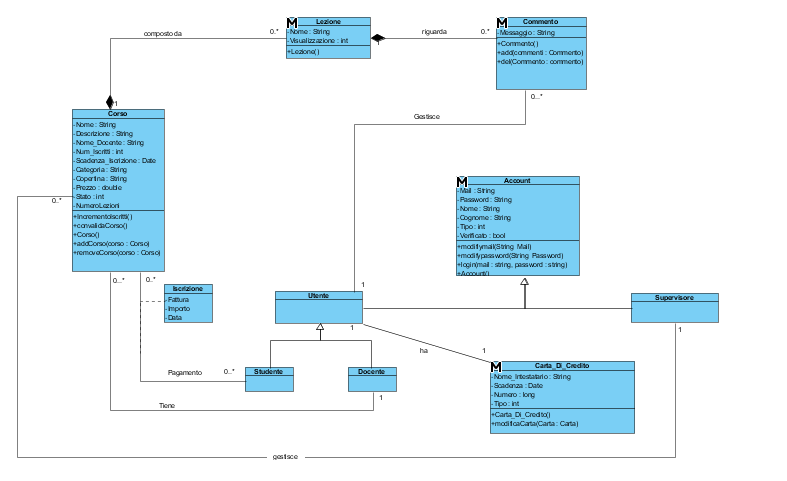 Lezione
-Nome : String
-Visualizzazione : int
+Lezione()
Commento
-Messaggio : String
+Commento()
+add(commenti : Commento)
+del(Commento : commento)
composto da
0..*
1
riguarda
0..*
1
0...*
Gestisce
1
Corso
-Nome : String
-Descrizione : String
-Nome_Docente : String
-Num_Iscritti : int
-Scadenza_Iscrizione : Date
-Categoria : String
-Copertina : String
-Prezzo : double
-Stato : int
-NumeroLezioni
+IncrementoIscritti()
+convalidaCorso()
+Corso()
+addCorso(corso : Corso)
+removeCorso(corso : Corso)
0..*
0...*
0..*
Account
-Mail : String
-Password : String
-Nome : String
-Cognome : String
-Tipo : int
-Verificato : bool
+modifymail(String Mail)
+modifypassword(String Password)
+login(mail : string, password : string)
+Account()
Iscrizione
-Fattura
-Importo
-Data
Utente
1
Supervisore
1
ha
1
Pagamento
0..*
Studente
Docente
1
Tiene
Carta_Di_Credito
-Nome_Intestatario : String
-Scadenza : Date
-Numero : long
-Tipo : int
+Carta_Di_Credito()
+modificaCarta(Carta : Carta)
gestisce